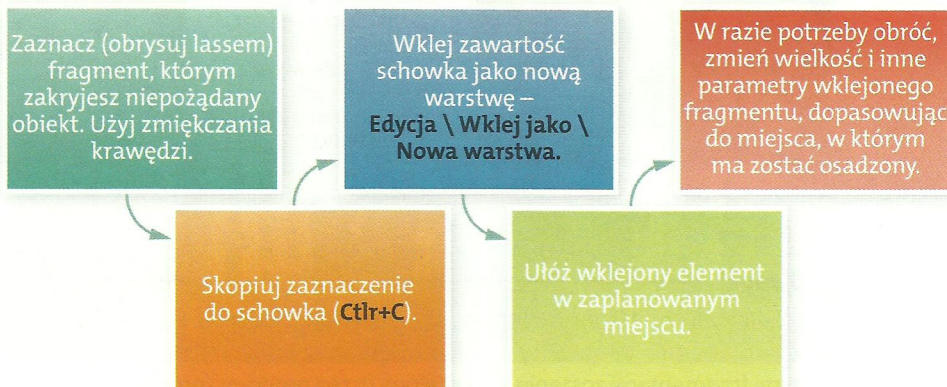 Zaznacz (obrysuj lassem)
fragment, którym
zakryjesz niepożądany
obiekt. Użyj zmiękczania
krawędzi.
Skopiuj zaznaczenie
do schowka (Ctlr+C).
Wklej zawartość
schowka jako nową
warstwę –
Edycja \ Wklej jako \
Nowa warstwa.
Ułóż wklejony element
w zaplanowanym
miejscu.
W razie potrzeby obróć,
zmień wielkość i inne
parametry wklejonego
fragmentu, dopasowując
do miejsca, w którym
ma zostać osadzony.